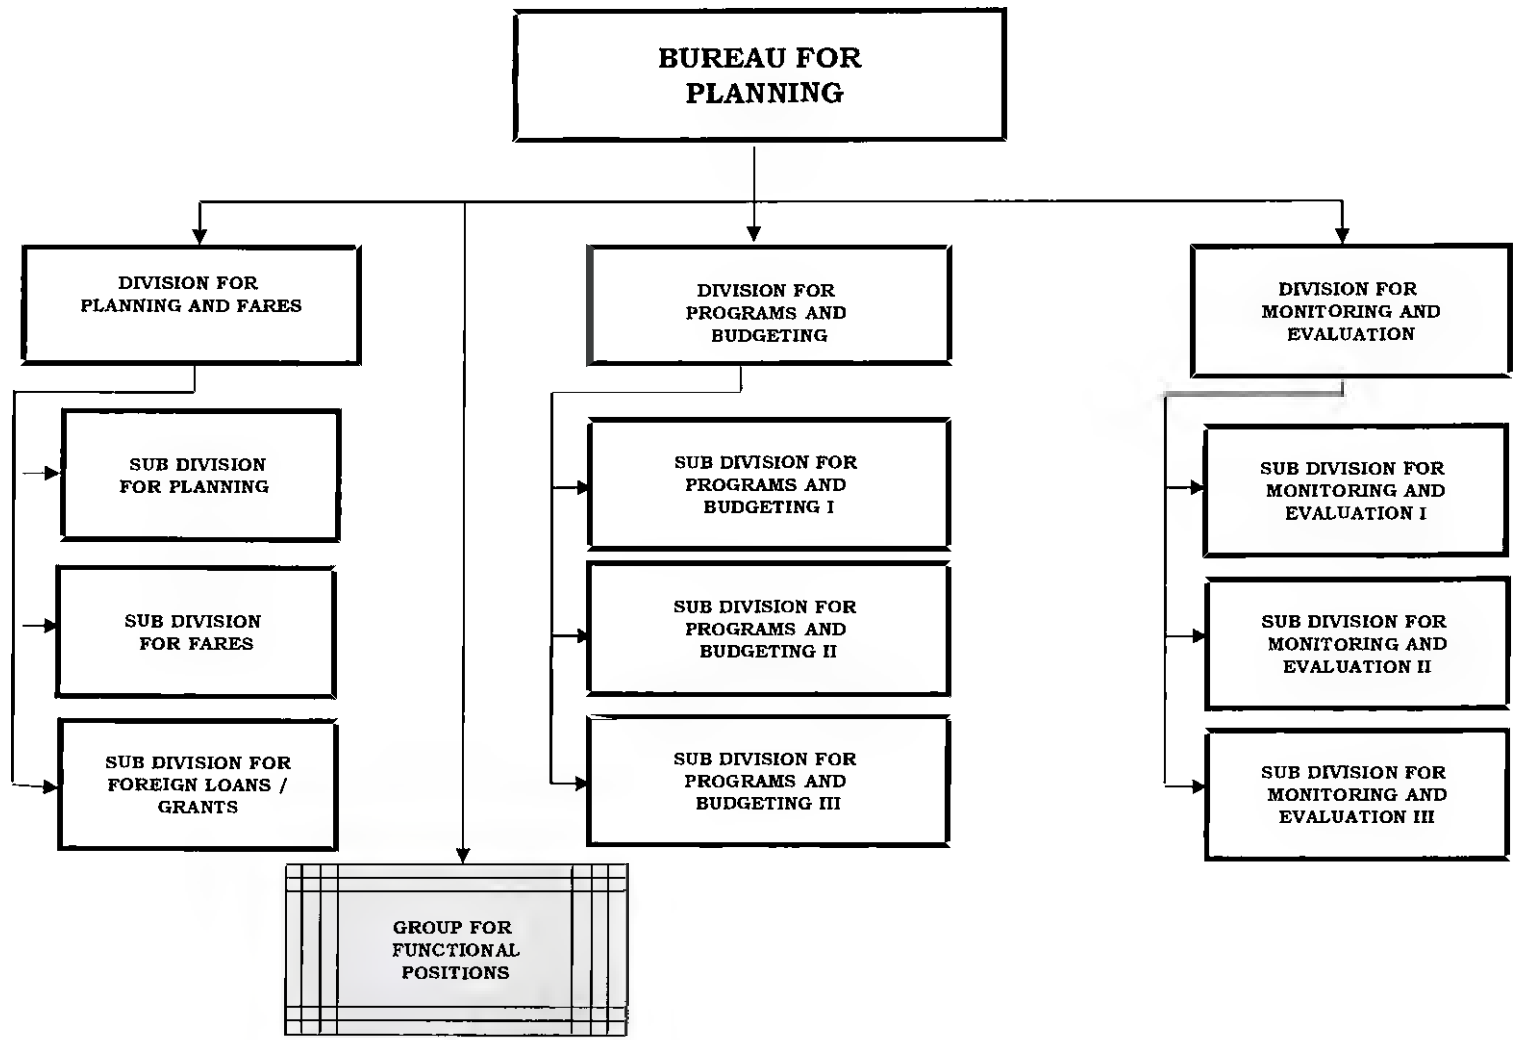 BUREAU FOR
PLANNING
DIVISION FOR
PLANNING AND FARES
DIVISION FOR
PROGRAMS AND
BUDGETING
DIVISION FOR
MONITORING AND
EVALUATION
SUB DIVISION
FOR PLANNING
SUB DIVISION
FOR FARES
SUB DIVISION FOR
FOREIGN LOANS /
GRANTS
SUB DIVISION FOR
PROGRAMS AND
BUDGETING I
SUB DIVISION FOR
PROGRAMS AND
BUDGETING II
SUB DIVISION FOR
PROGRAMS AND
BUDGETING III
SUB DIVISION FOR
MONITORING AND
EVALUATION I
SUB DIVISION FOR
MONITORING AND
EVALUATION II
SUB DIVISION FOR
MONITORING AND
EVALUATION III
GROUP FOR
FUNCTIONAL
POSITIONS